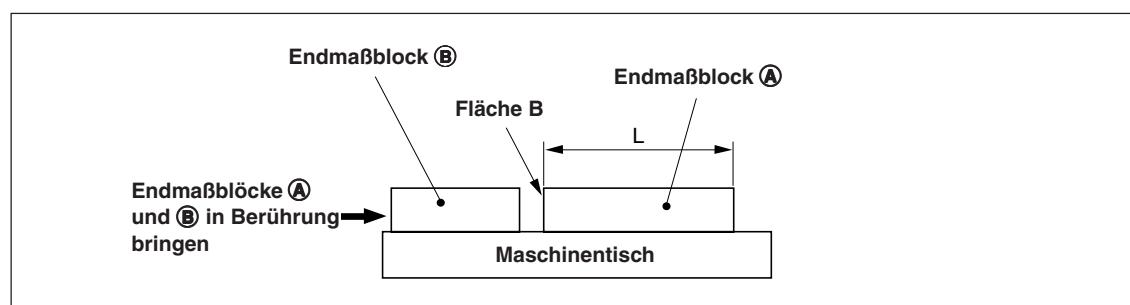 Endmaßblock Ⓑ
Endmaßblock Ⓐ
Fläche B
L
Endmaßblöcke Ⓐ
und Ⓑ in Berührung
bringen
Maschinentisch